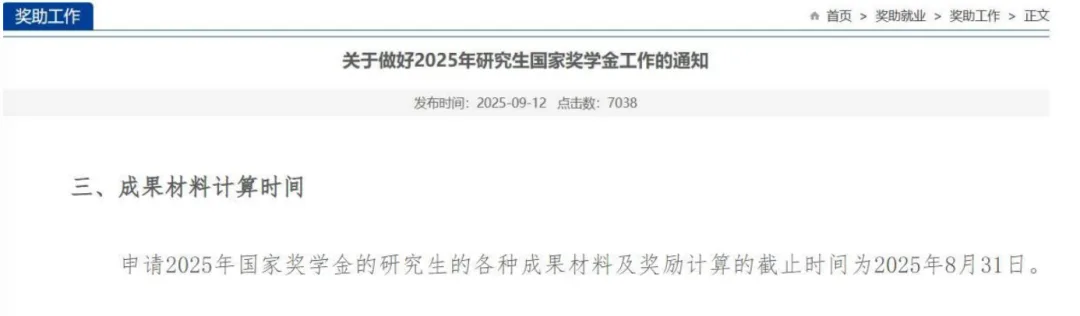 奖助工作
首页 > 奖助就业 > 奖助工作 > 正文
关于做好2025年研究生国家奖学金工作的通知
发布时间：2025-09-12 点击数：7038
三、成果材料计算时间
申请2025年国家奖学金的研究生的各种成果材料及奖励计算的截止时间为2025年8月31日。